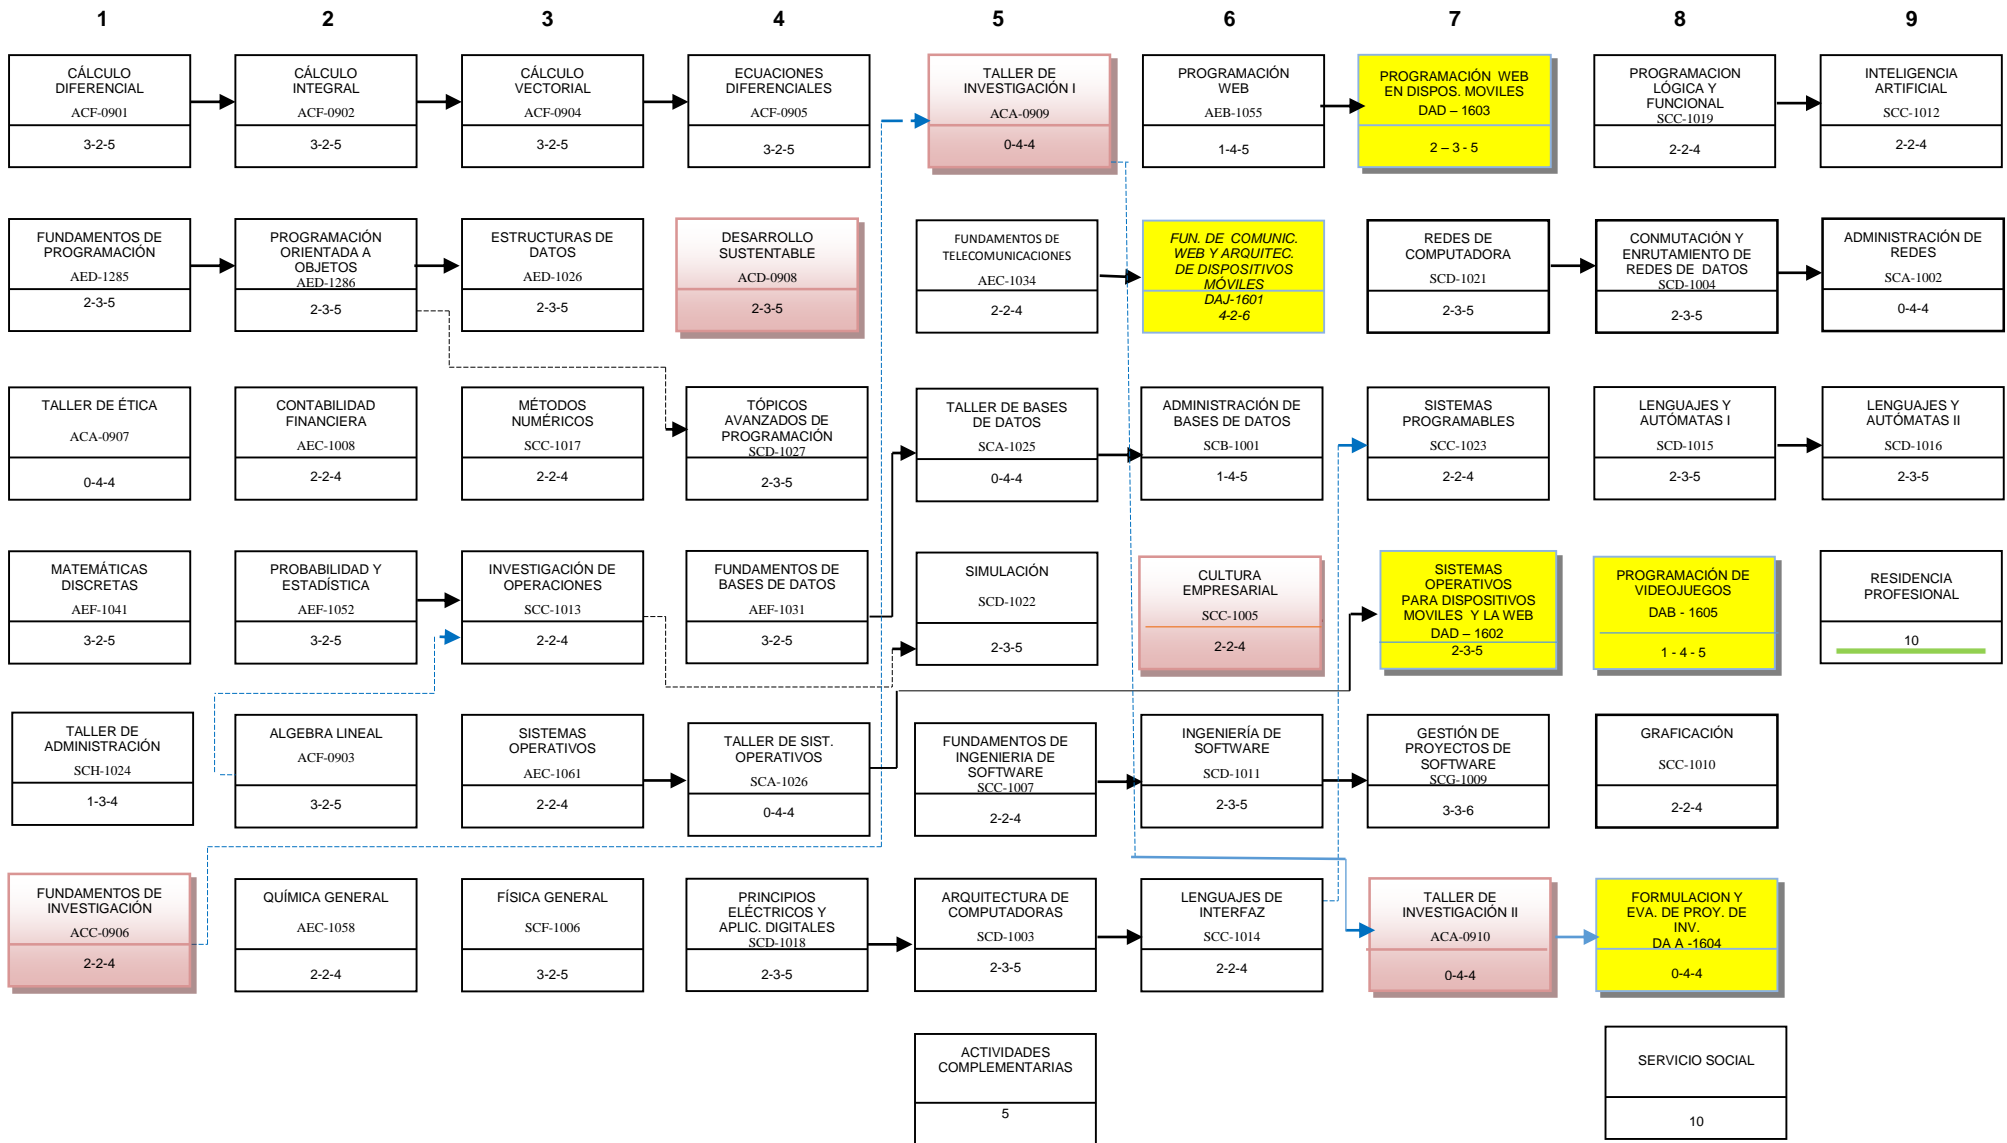 1 2 3 4 5 6 7 8 9
CÁLCULO
DIFERENCIAL
ACF-0901
3-2-5
CÁLCULO
INTEGRAL
ACF-0902
3-2-5
CÁLCULO
VECTORIAL
ACF-0904
3-2-5
ECUACIONES
DIFERENCIALES
ACF-0905
3-2-5
TALLER DE
INVESTIGACIÓN I
ACA-0909
0-4-4
PROGRAMACIÓN
WEB
AEB-1055
1-4-5
PROGRAMACIÓN WEB
EN DISPOS. MOVILES
DAD – 1603
2 – 3 - 5
PROGRAMACION
LÓGICA Y
FUNCIONAL
SCC-1019
2-2-4
INTELIGENCIA
ARTIFICIAL
SCC-1012
2-2-4
FUNDAMENTOS DE
PROGRAMACIÓN
AED-1285
2-3-5
PROGRAMACIÓN
ORIENTADA A
OBJETOS
AED-1286
2-3-5
ESTRUCTURAS DE
DATOS
AED-1026
2-3-5
DESARROLLO
SUSTENTABLE
ACD-0908
2-3-5
FUNDAMENTOS DE
TELECOMUNICACIONES
AEC-1034
2-2-4
FUN. DE COMUNIC.
WEB Y ARQUITEC.
DE DISPOSITIVOS
MÓVILES
DAJ-1601
4-2-6
REDES DE
COMPUTADORA
SCD-1021
2-3-5
CONMUTACIÓN Y
ENRUTAMIENTO DE
REDES DE DATOS
SCD-1004
2-3-5
ADMINISTRACIÓN DE
REDES
SCA-1002
0-4-4
TALLER DE ÉTICA
ACA-0907
0-4-4
CONTABILIDAD
FINANCIERA
AEC-1008
2-2-4
MÉTODOS
NUMÉRICOS
SCC-1017
2-2-4
TÓPICOS
AVANZADOS DE
PROGRAMACIÓN
SCD-1027
2-3-5
TALLER DE BASES
DE DATOS
SCA-1025
0-4-4
ADMINISTRACIÓN DE
BASES DE DATOS
SCB-1001
1-4-5
SISTEMAS
PROGRAMABLES
SCC-1023
2-2-4
LENGUAJES Y
AUTÓMATAS I
SCD-1015
2-3-5
LENGUAJES Y
AUTÓMATAS II
SCD-1016
2-3-5
MATEMÁTICAS
DISCRETAS
AEF-1041
3-2-5
PROBABILIDAD Y
ESTADÍSTICA
AEF-1052
3-2-5
INVESTIGACIÓN DE
OPERACIONES
SCC-1013
2-2-4
FUNDAMENTOS DE
BASES DE DATOS
AEF-1031
3-2-5
SIMULACIÓN
SCD-1022
2-3-5
CULTURA
EMPRESARIAL
SCC-1005
2-2-4
SISTEMAS
OPERATIVOS
PARA DISPOSITIVOS
MOVILES Y LA WEB
DAD – 1602
2-3-5
PROGRAMACIÓN DE
VIDEOJUEGOS
DAB - 1605
1 - 4 - 5
RESIDENCIA
PROFESIONAL
10
TALLER DE
ADMINISTRACIÓN
SCH-1024
1-3-4
ALGEBRA LINEAL
ACF-0903
3-2-5
SISTEMAS
OPERATIVOS
AEC-1061
2-2-4
TALLER DE SIST.
OPERATIVOS
SCA-1026
0-4-4
FUNDAMENTOS DE
INGENIERIA DE
SOFTWARE
SCC-1007
2-2-4
INGENIERÍA DE
SOFTWARE
SCD-1011
2-3-5
GESTIÓN DE
PROYECTOS DE
SOFTWARE
SCG-1009
3-3-6
GRAFICACIÓN
SCC-1010
2-2-4
FUNDAMENTOS DE
INVESTIGACIÓN
ACC-0906
2-2-4
QUÍMICA GENERAL
AEC-1058
2-2-4
FÍSICA GENERAL
SCF-1006
3-2-5
PRINCIPIOS
ELÉCTRICOS Y
APLIC. DIGITALES
SCD-1018
2-3-5
ARQUITECTURA DE
COMPUTADORAS
SCD-1003
2-3-5
LENGUAJES DE
INTERFAZ
SCC-1014
2-2-4
TALLER DE
INVESTIGACIÓN II
ACA-0910
0-4-4
FORMULACION Y
EVA. DE PROY. DE
INV.
DA A -1604
0-4-4
ACTIVIDADES
COMPLEMENTARIAS
5
SERVICIO SOCIAL
10